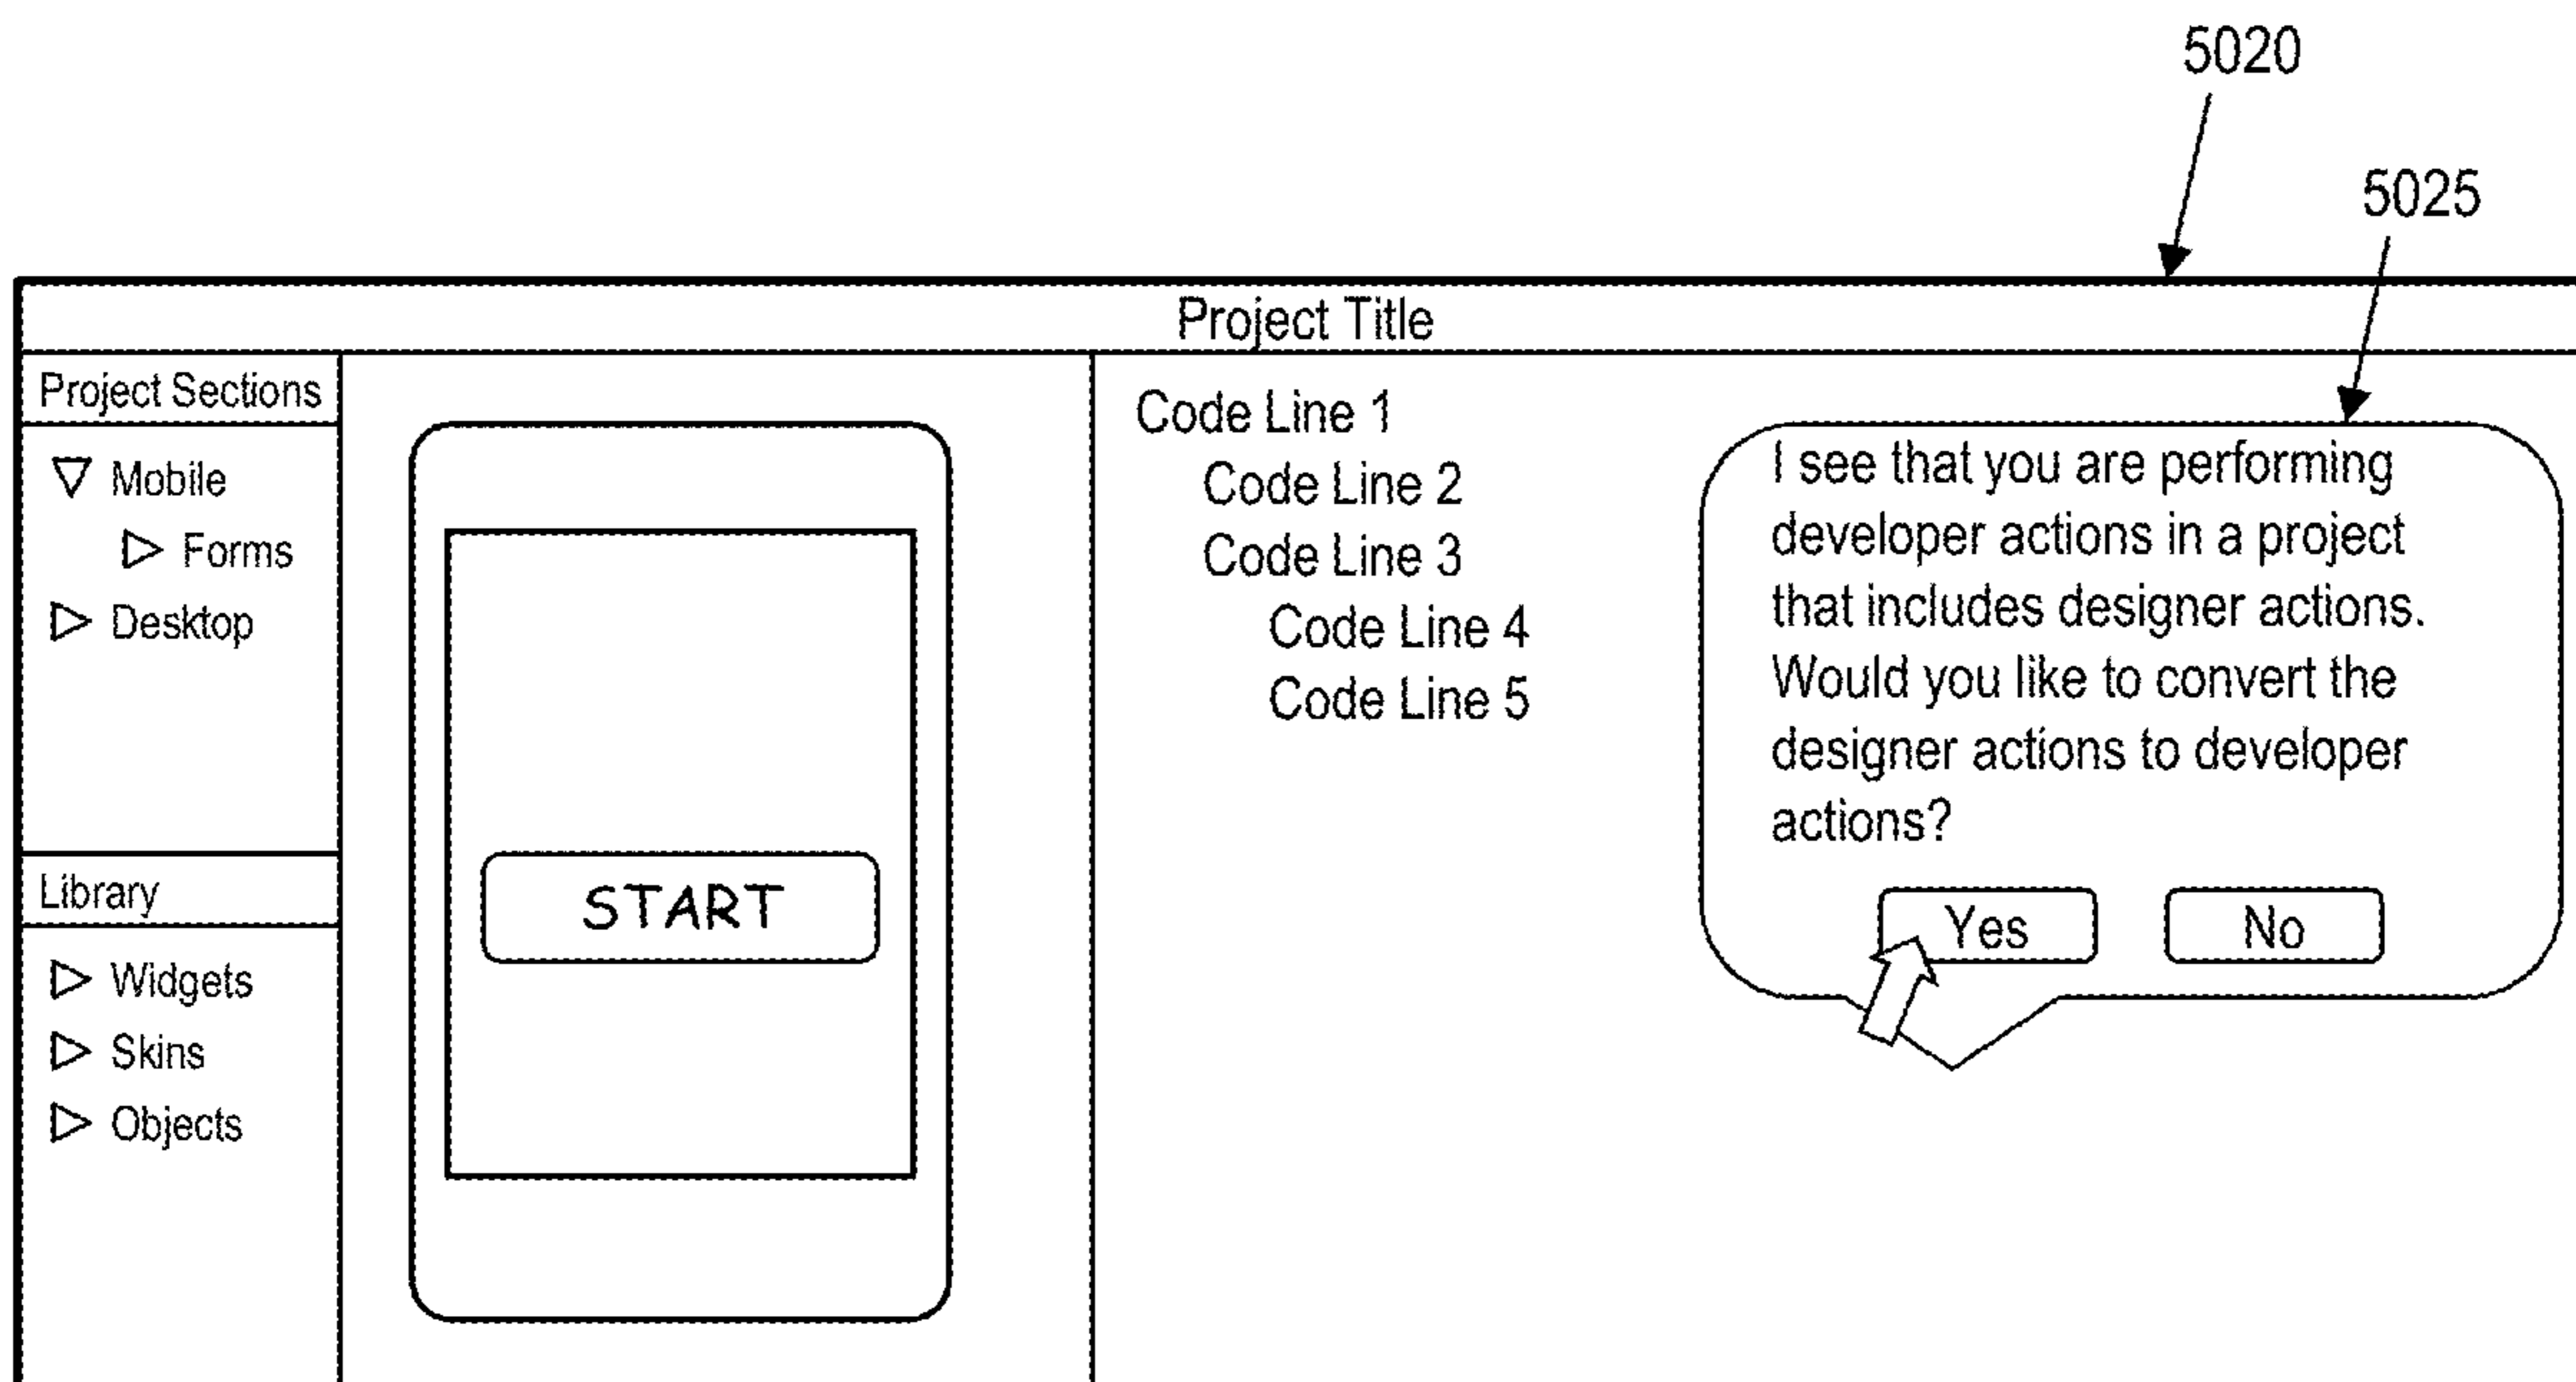 5020
5025
Project Title
Project Sections
Mobile
Forms
Desktop
Library
Widgets
Skins
Objects
START
Code Line 1
Code Line 2
Code Line 3
Code Line 4
Code Line 5
I see that you are performing
developer actions in a project
that includes designer actions.
Would you like to convert the
designer actions to developer
actions?
Yes
No